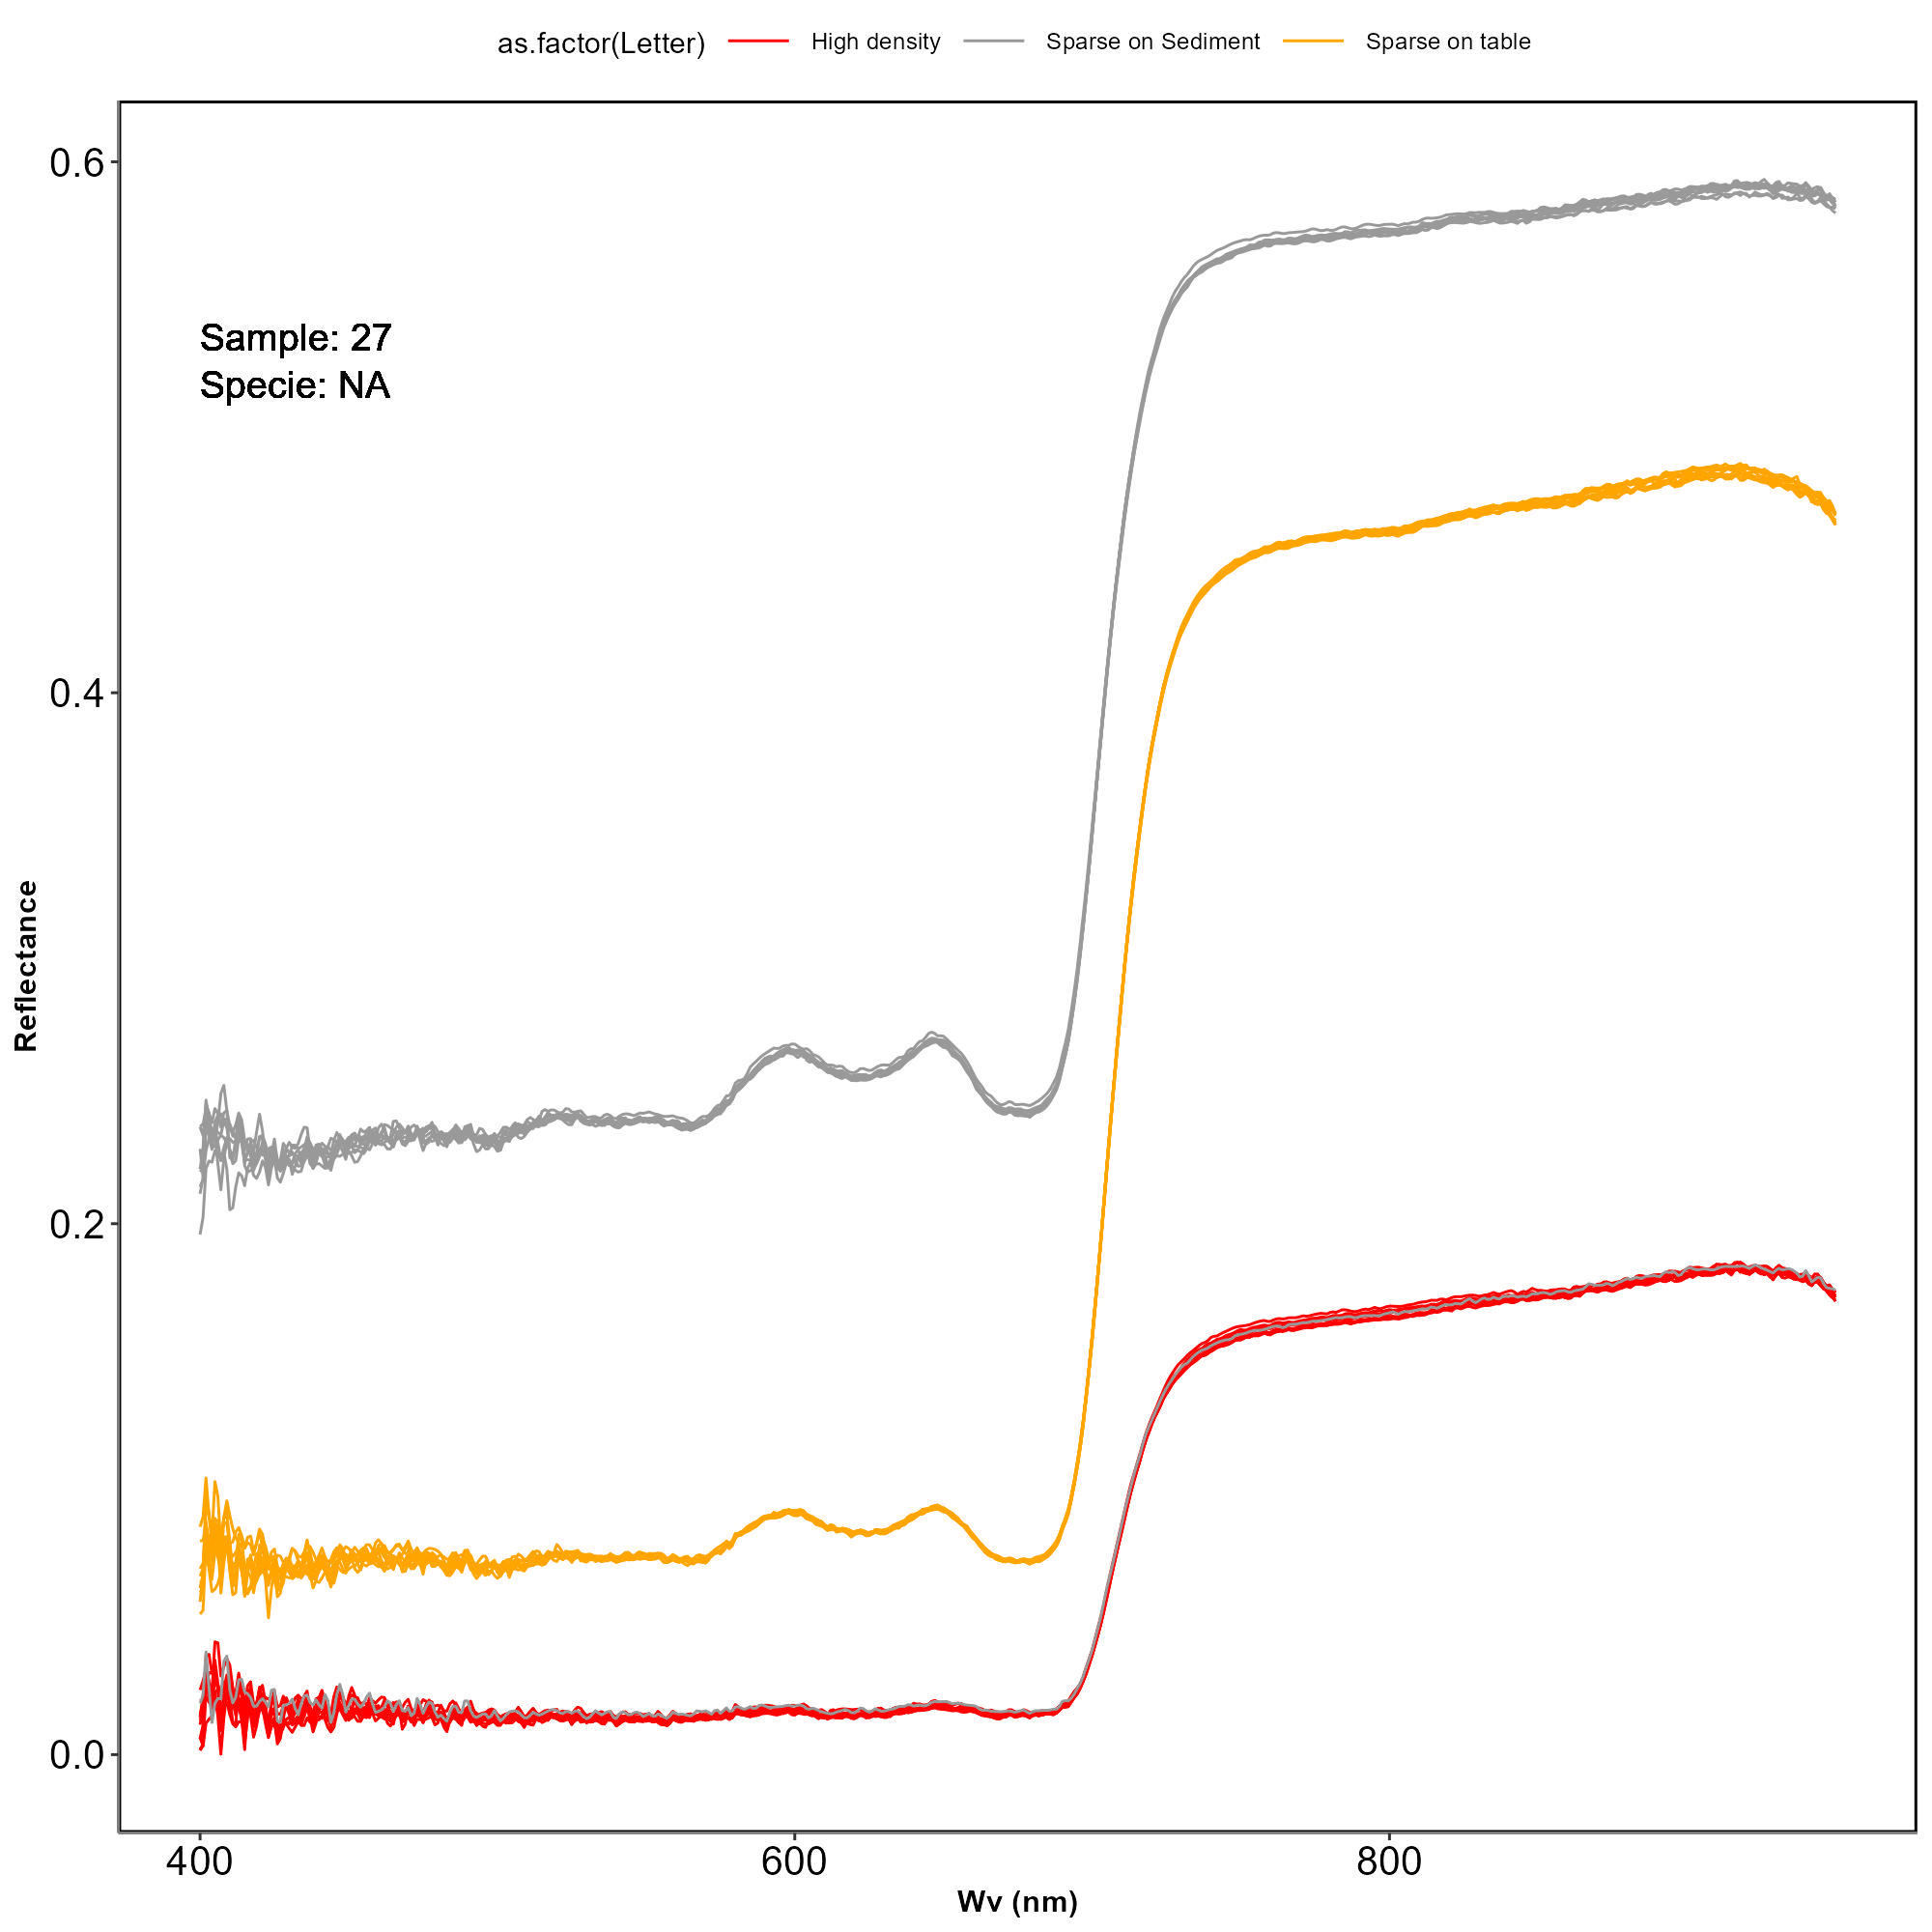 as.factor(Letter) High density Sparse on Sediment Sparse on table
0.6
Sample: 27
Specie: NA
0.4
Reflectance
0.2
0.0
400 600 800
Wv (nm)